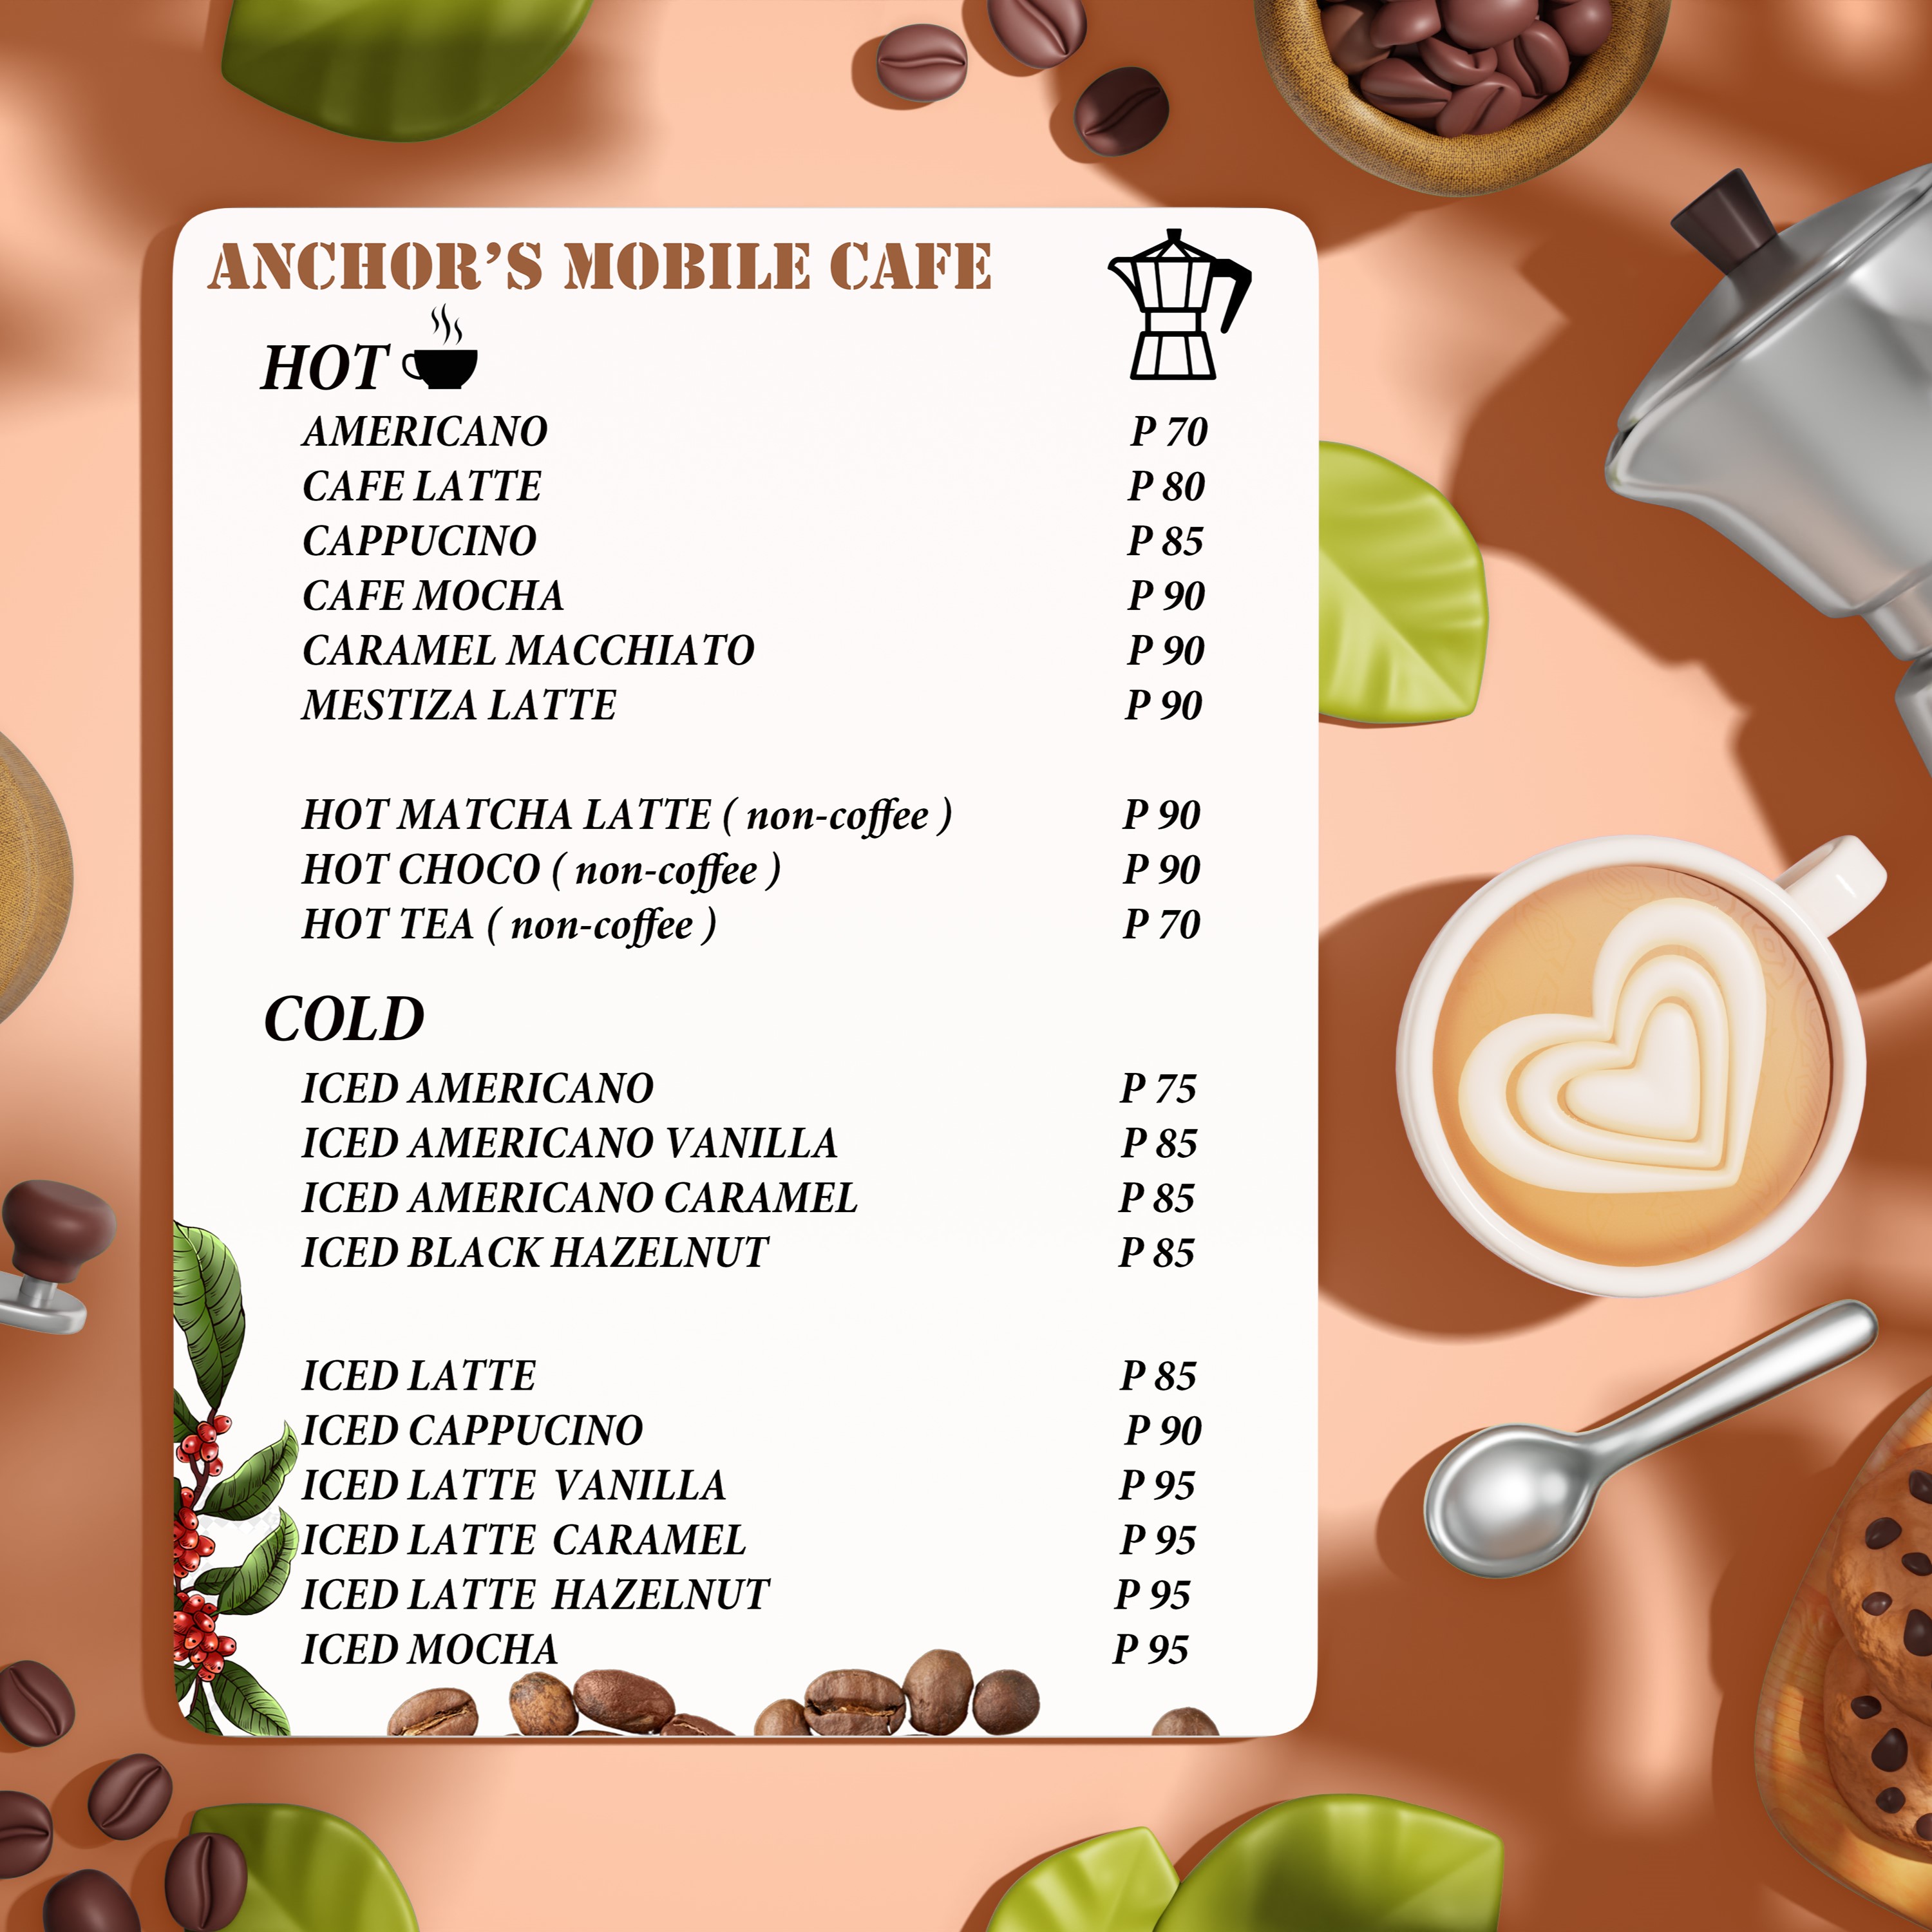 ANCHOR’S MOBILE CAFE
HOT
AMERICANO P 70
CAFE LATTE P 80
CAPPUCINO P 85
CAFE MOCHA P 90
CARAMEL MACCHIATO P 90
MESTIZA LATTE P 90
HOT MATCHA LATTE ( non-coffee ) P 90
HOT CHOCO ( non-coffee ) P 90
HOT TEA ( non-coffee ) P 70
COLD
ICED AMERICANO P 75
ICED AMERICANO VANILLA P 85
ICED AMERICANO CARAMEL P 85
ICED BLACK HAZELNUT P 85
ICED LATTE P 85
ICED CAPPUCINO P 90
ICED LATTE VANILLA P 95
ICED LATTE CARAMEL P 95
ICED LATTE HAZELNUT P 95
ICED MOCHA P 95